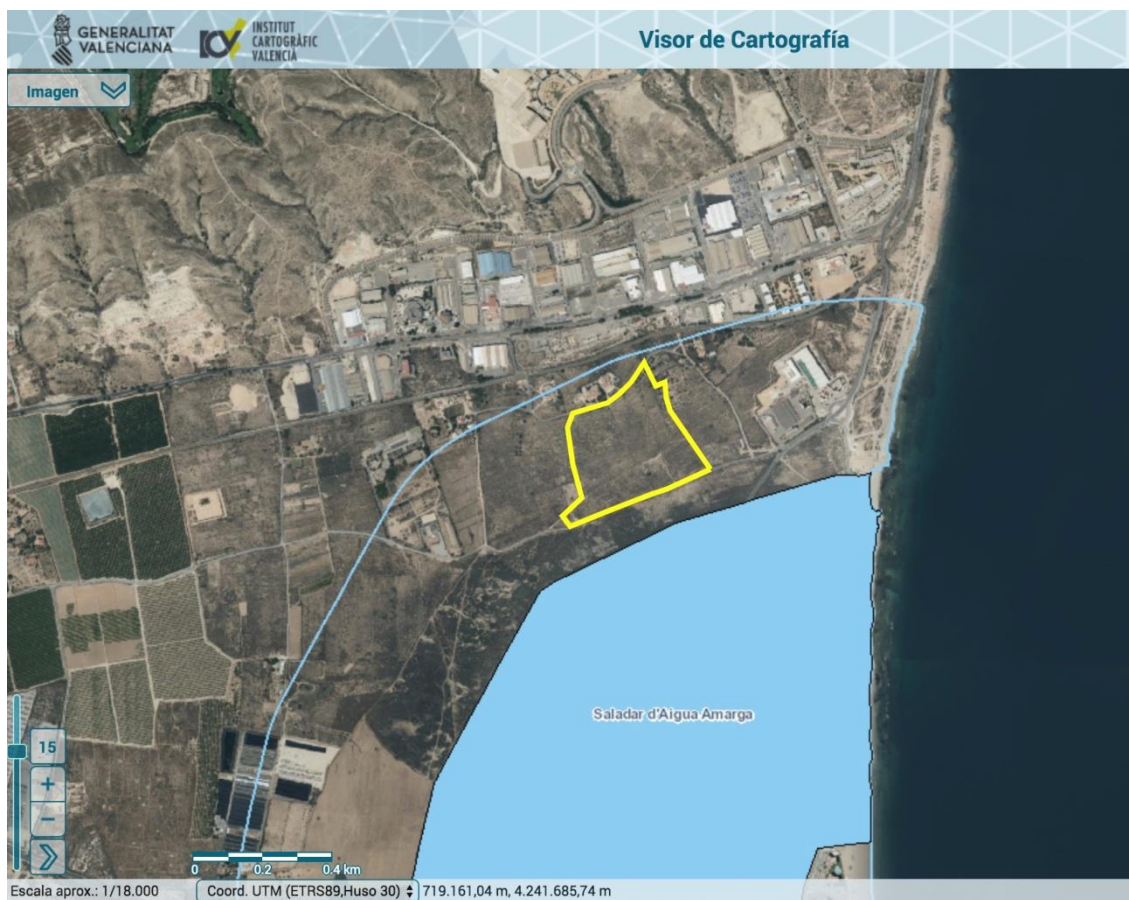 GENERALITAT
VALENCIANA
ICV
INSTITUT
CARTOGRÀFIC
VALENCIÀ
Visor de Cartografía
Imagen
Saladar d'Aigua Amarga
15
+
−
0 0.2 0.4 km
Escala aprox.: 1/18.000 Coord. UTM (ETRS89,Huso 30) 719.161,04 m, 4.241.685,74 m